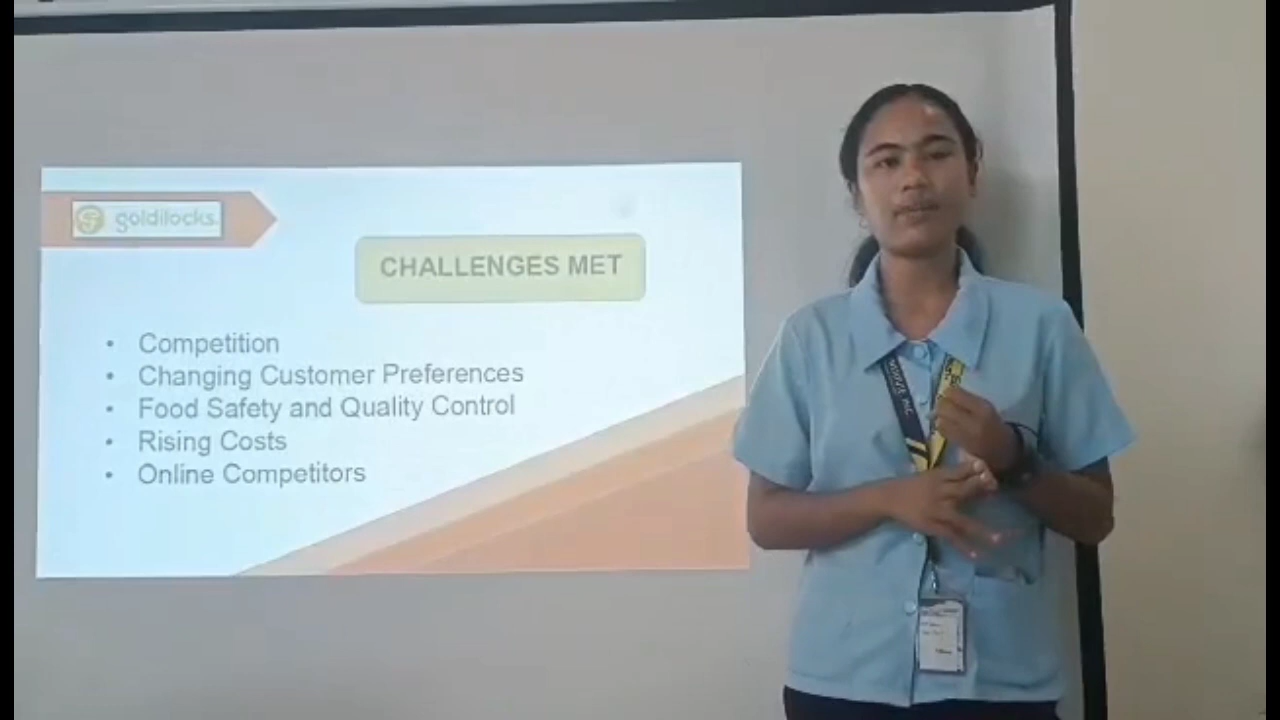 goldilocks
CHALLENGES MET
• Competition
• Changing Customer Preferences
• Food Safety and Quality Control
• Rising Costs
• Online Competitors